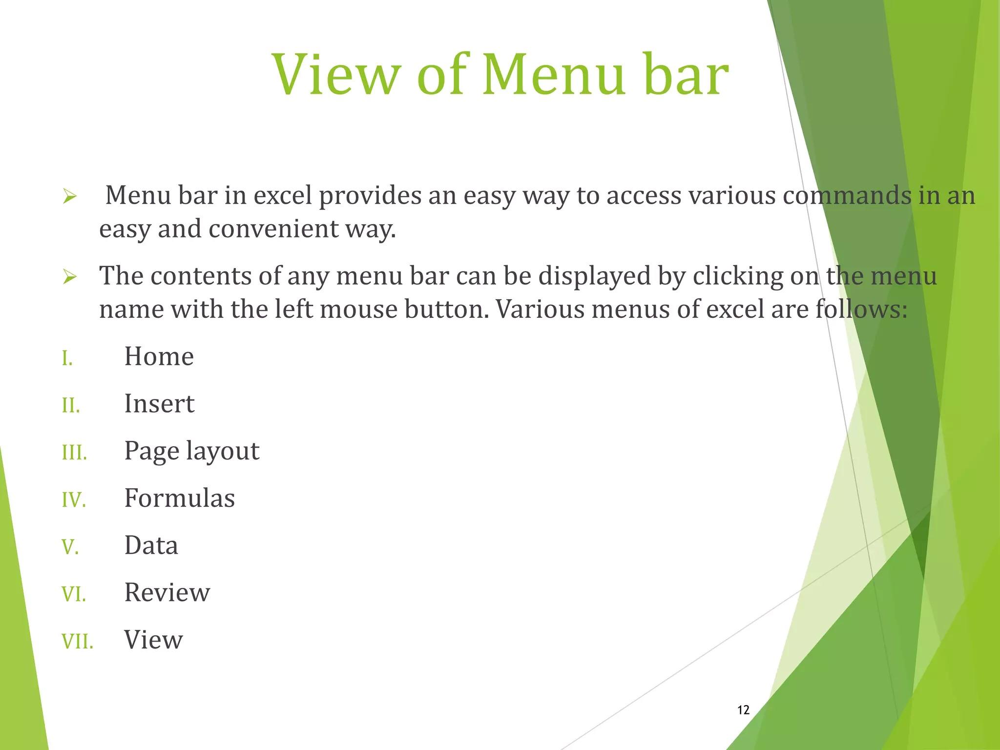 View of Menu bar
➢ Menu bar in excel provides an easy way to access various commands in an
easy and convenient way.
➢ The contents of any menu bar can be displayed by clicking on the menu
name with the left mouse button. Various menus of excel are follows:
I. Home
II. Insert
III. Page layout
IV. Formulas
V. Data
VI. Review
VII. View
12